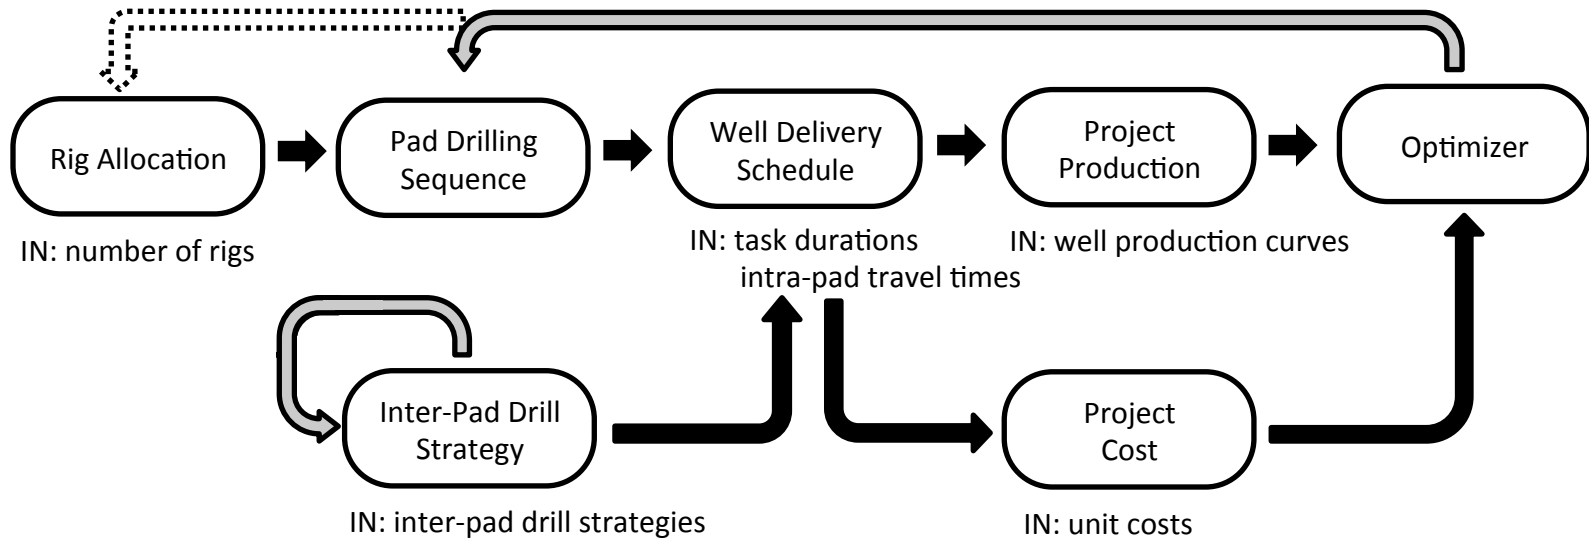 Rig Allocation
Pad Drilling
Sequence
Well Delivery
Schedule
Project
Production
Optimizer
IN: number of rigs
IN: task durations
intra-pad travel times
IN: well production curves
Inter-Pad Drill
Strategy
Project
Cost
IN: inter-pad drill strategies
IN: unit costs